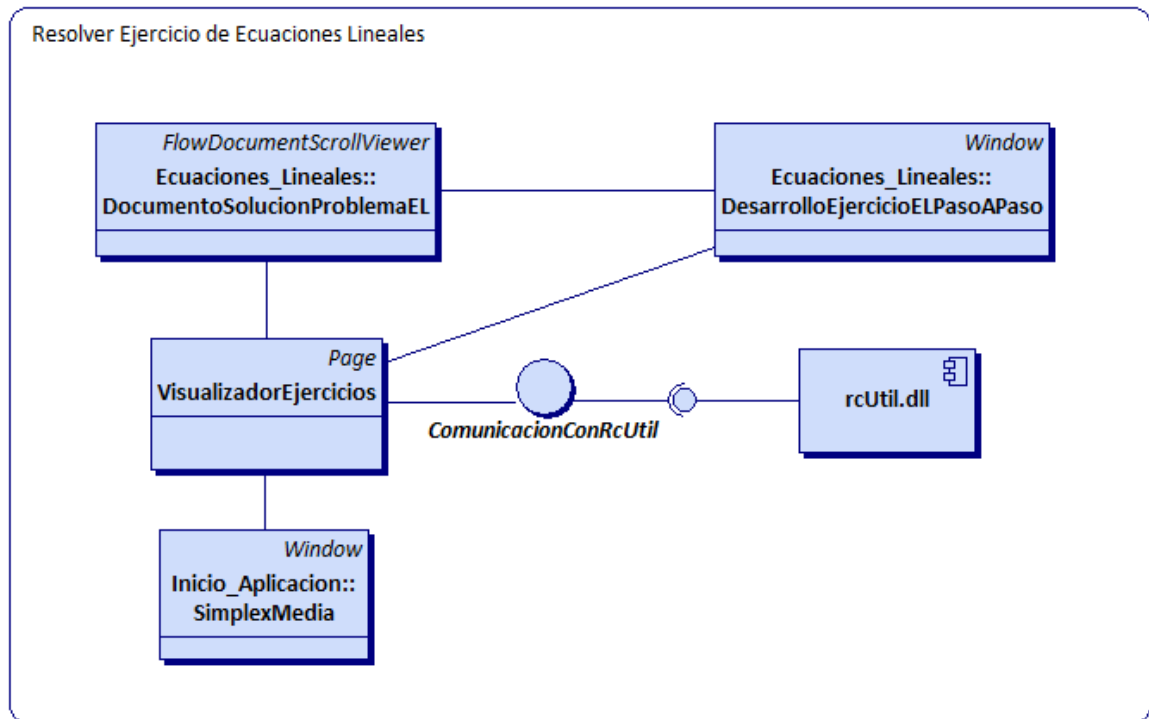 Resolver Ejercicio de Ecuaciones Lineales
FlowDocumentScrollViewer
Ecuaciones_Lineales::
DocumentoSolucionProblemaEL
Window
Ecuaciones_Lineales::
DesarrolloEjercicioELPasoAPaso
Page
VisualizadorEjercicios
ComunicacionConRcUtil
rcUtil.dll
Window
Inicio_Aplicacion::
SimplexMedia